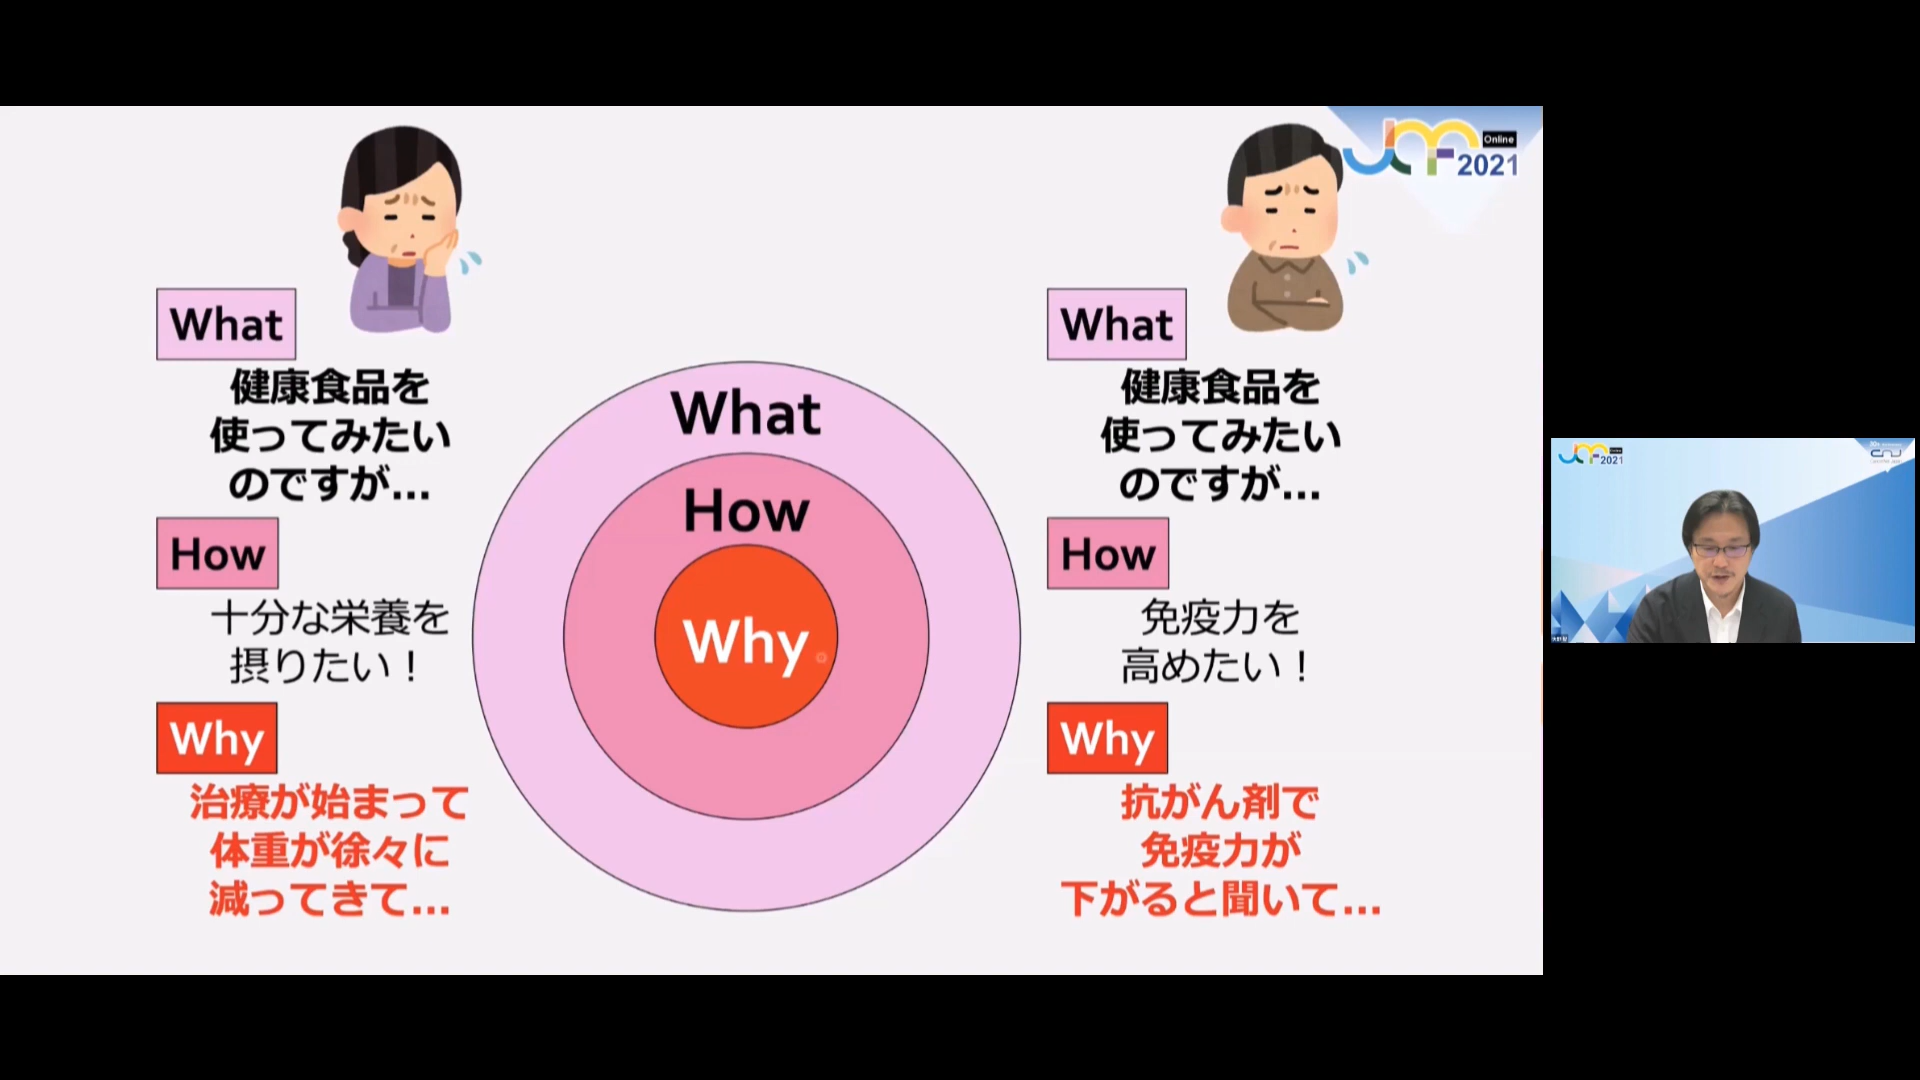 Online
2021
What
健康食品を
使ってみたい
のですが...
How
十分な栄養を
摂りたい！
Why
治療が始まって
体重が徐々に
減ってきて...
What
How
Why
What
健康食品を
使ってみたい
のですが...
How
免疫力を
高めたい！
Why
抗がん剤で
免疫力が
下がると聞いて...
2021